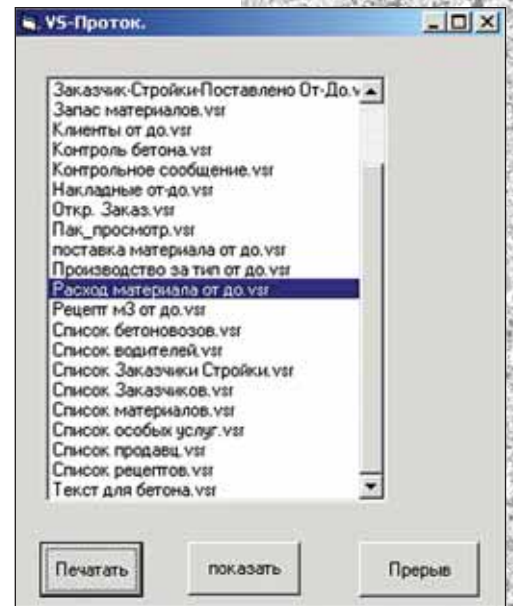 VS-Проток.
Заказчик-Стройки-Поставлено От-До.v
Запас материалов.vsr
Клиенты от до.vsr
Контроль бетона.vsr
Контрольное сообщение.vsr
Накладные от-до.vsr
Откр. Заказ.vsr
Пак_просмотр.vsr
поставка материала от до.vsr
Производство за тип от до.vsr
Расход материала от до.vsr
Рецепт м3 от до.vsr
Список бетоновозов.vsr
Список водителей.vsr
Список Заказчики Стройки.vsr
Список Заказчиков.vsr
Список материалов.vsr
Список особых услуг.vsr
Список продавц.vsr
Список рецептов.vsr
Текст для бетона.vsr
Печатать показать Прерыв